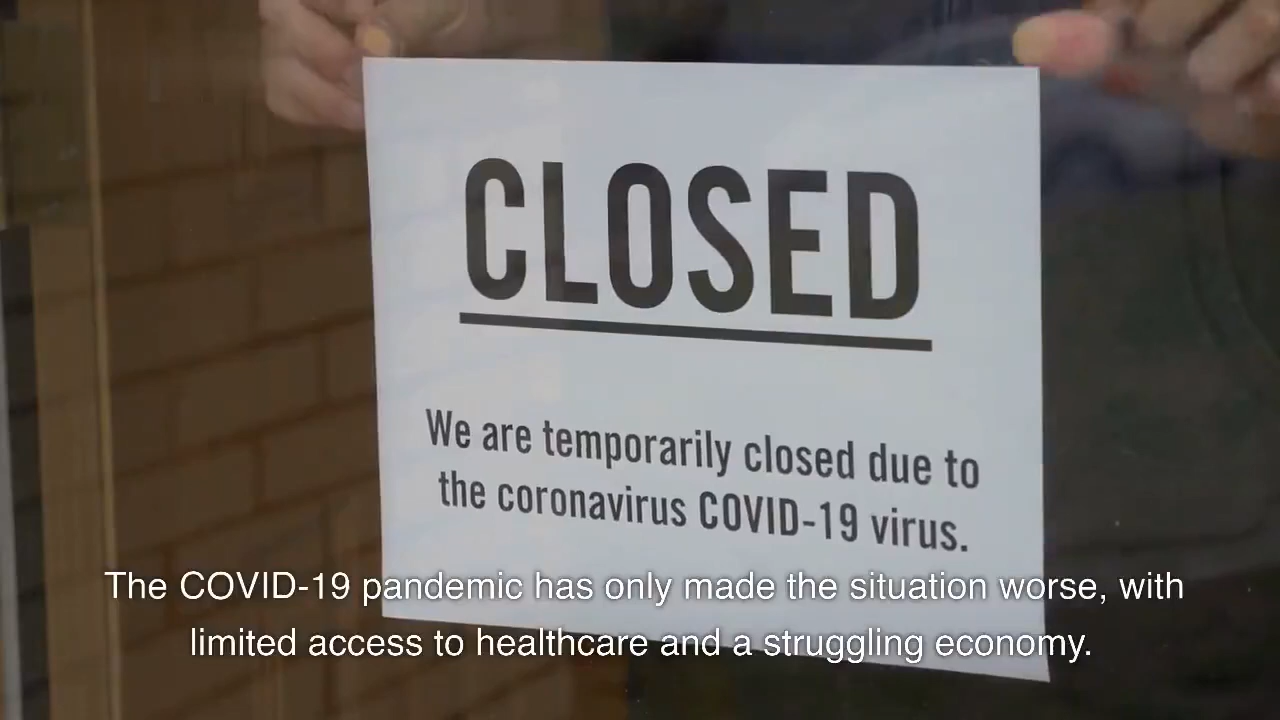 CLOSED
We are temporarily closed due to
the coronavirus COVID-19 virus.
The COVID-19 pandemic has only made the situation worse, with
limited access to healthcare and a struggling economy.